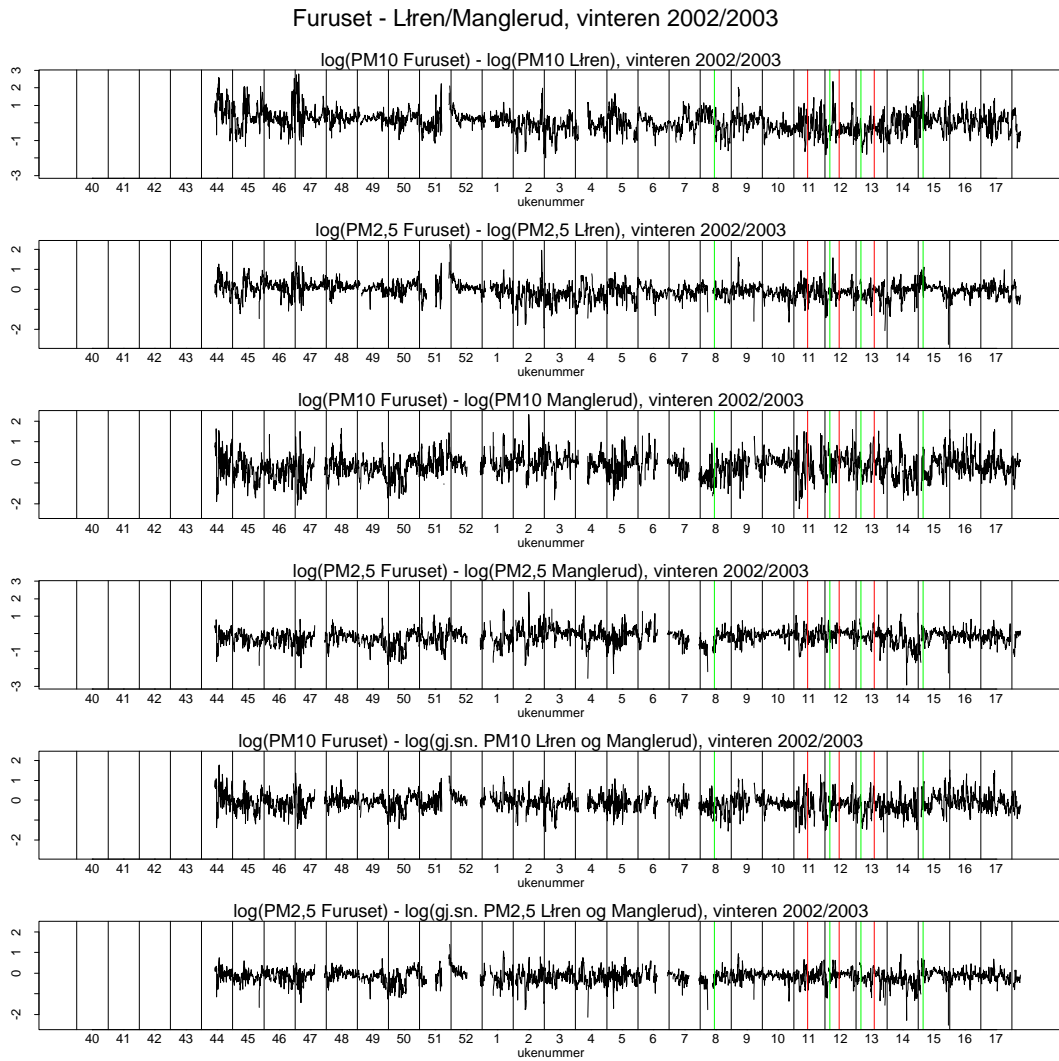 Furuset - Lłren/Manglerud, vinteren 2002/2003
log(PM10 Furuset) - log(PM10 Lłren), vinteren 2002/2003
3
2
1
-1
-3
40 41 42 43 44 45 46 47 48 49 50 51 52 1 2 3 4 5 6 7 8 9 10 11 12 13 14 15 16 17
ukenummer
log(PM2,5 Furuset) - log(PM2,5 Lłren), vinteren 2002/2003
2
1
0
-2
40 41 42 43 44 45 46 47 48 49 50 51 52 1 2 3 4 5 6 7 8 9 10 11 12 13 14 15 16 17
ukenummer
log(PM10 Furuset) - log(PM10 Manglerud), vinteren 2002/2003
2
1
0
-2
40 41 42 43 44 45 46 47 48 49 50 51 52 1 2 3 4 5 6 7 8 9 10 11 12 13 14 15 16 17
ukenummer
log(PM2,5 Furuset) - log(PM2,5 Manglerud), vinteren 2002/2003
3
2
1
-1
-3
40 41 42 43 44 45 46 47 48 49 50 51 52 1 2 3 4 5 6 7 8 9 10 11 12 13 14 15 16 17
ukenummer
log(PM10 Furuset) - log(gj.sn. PM10 Lłren og Manglerud), vinteren 2002/2003
2
1
0
-2
40 41 42 43 44 45 46 47 48 49 50 51 52 1 2 3 4 5 6 7 8 9 10 11 12 13 14 15 16 17
ukenummer
log(PM2,5 Furuset) - log(gj.sn. PM2,5 Lłren og Manglerud), vinteren 2002/2003
2
1
0
-2
40 41 42 43 44 45 46 47 48 49 50 51 52 1 2 3 4 5 6 7 8 9 10 11 12 13 14 15 16 17
ukenummer